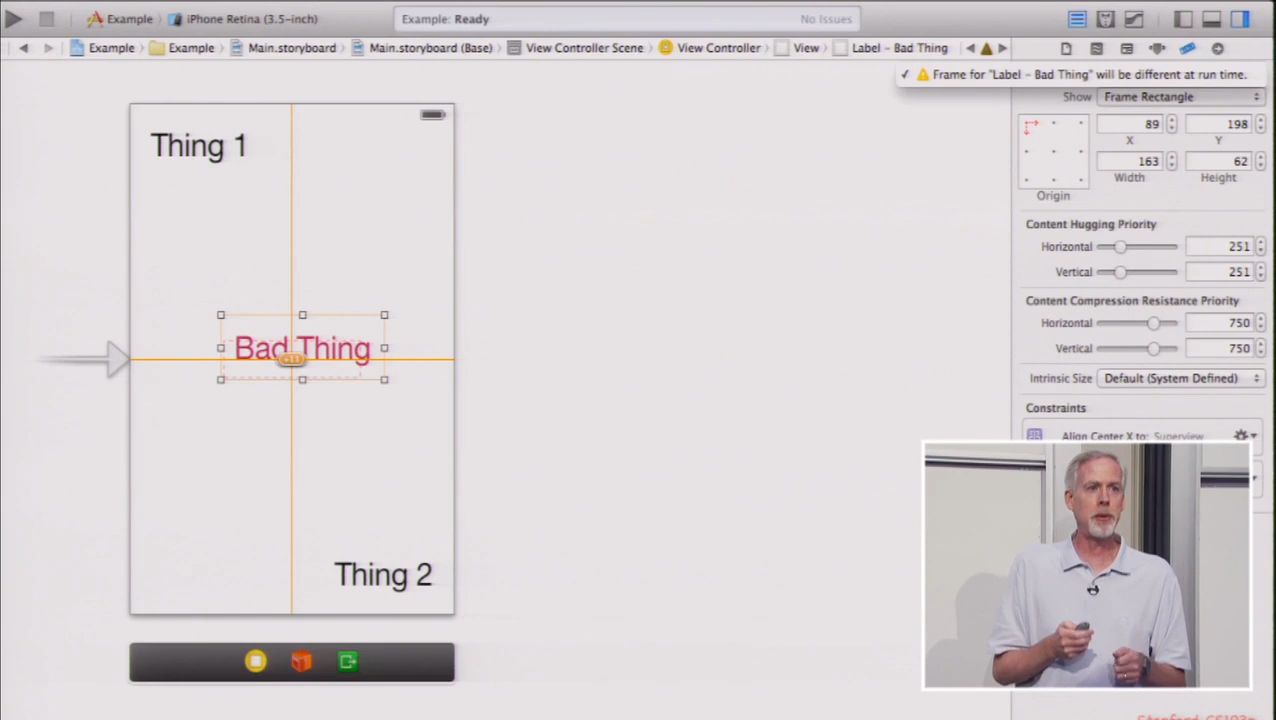 Example iPhone Retina (3.5-inch) Example: Ready No Issues
Example Example Main.storyboard Main.storyboard (Base) View Controller Scene View Controller View Label - Bad Thing
Frame for "Label - Bad Thing" will be different at run time.
Show Frame Rectangle
89 198
X Y
163 62
Width Height
Origin
Content Hugging Priority
Horizontal 251
Vertical 251
Content Compression Resistance Priority
Horizontal 750
Vertical 750
Intrinsic Size Default (System Defined)
Constraints
Align Center X to: Superview
Thing 1
Bad Thing
Thing 2